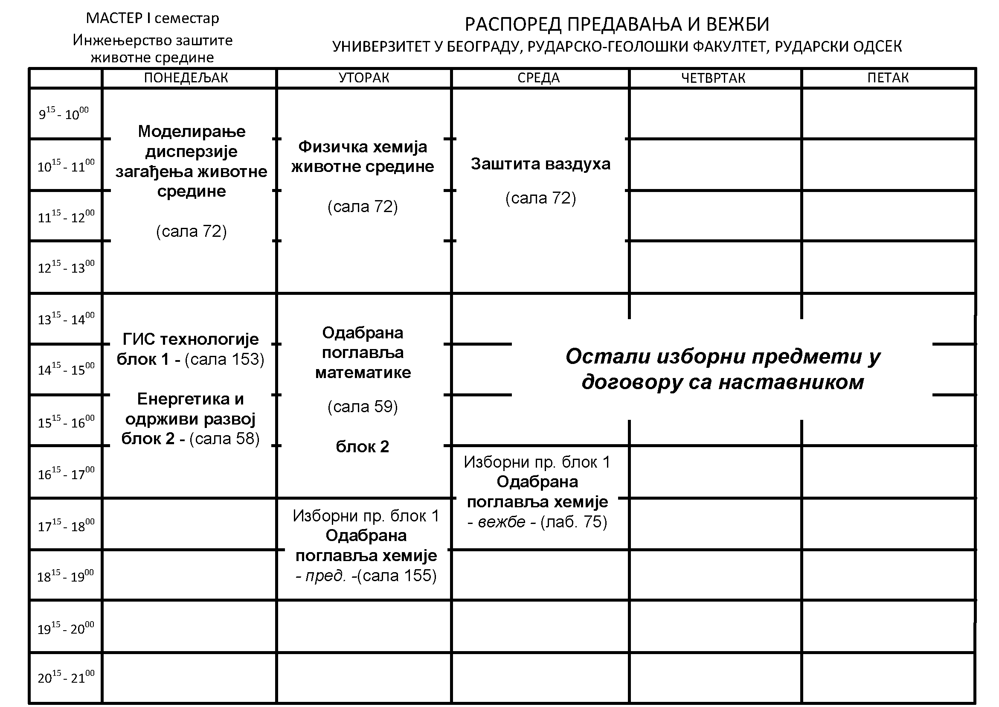 МАСТЕР I семестар
Инжењерство заштите
животне средине
РАСПОРЕД ПРЕДАВАЊА И ВЕЖБИ
УНИВЕРЗИТЕТ У БЕОГРАДУ, РУДАРСКО-ГЕОЛОШКИ ФАКУЛТЕТ, РУДАРСКИ ОДСЕК
ПОНЕДЕЉАК УТОРАК СРЕДА ЧЕТВРТАК ПЕТАК
9¹⁵ - 10⁰⁰
10¹⁵ - 11⁰⁰
11¹⁵ - 12⁰⁰
12¹⁵ - 13⁰⁰
Моделирање
дисперзије
загађења животне
средине
(сала 72)
Физичка хемија
животне средине
(сала 72)
Заштита ваздуха
(сала 72)
13¹⁵ - 14⁰⁰
14¹⁵ - 15⁰⁰
15¹⁵ - 16⁰⁰
16¹⁵ - 17⁰⁰
ГИС технологије
блок 1 - (сала 153)
Енергетика и
одрживи развој
блок 2 - (сала 58)
Одабрана
поглавља
математике
(сала 59)
блок 2
Остали изборни предмети у
договору са наставником
Изборни пр. блок 1
Одабрана
поглавља хемије
- вежбе - (лаб. 75)
17¹⁵ - 18⁰⁰
18¹⁵ - 19⁰⁰
Изборни пр. блок 1
Одабрана
поглавља хемије
- пред. -(сала 155)
19¹⁵ - 20⁰⁰
20¹⁵ - 21⁰⁰